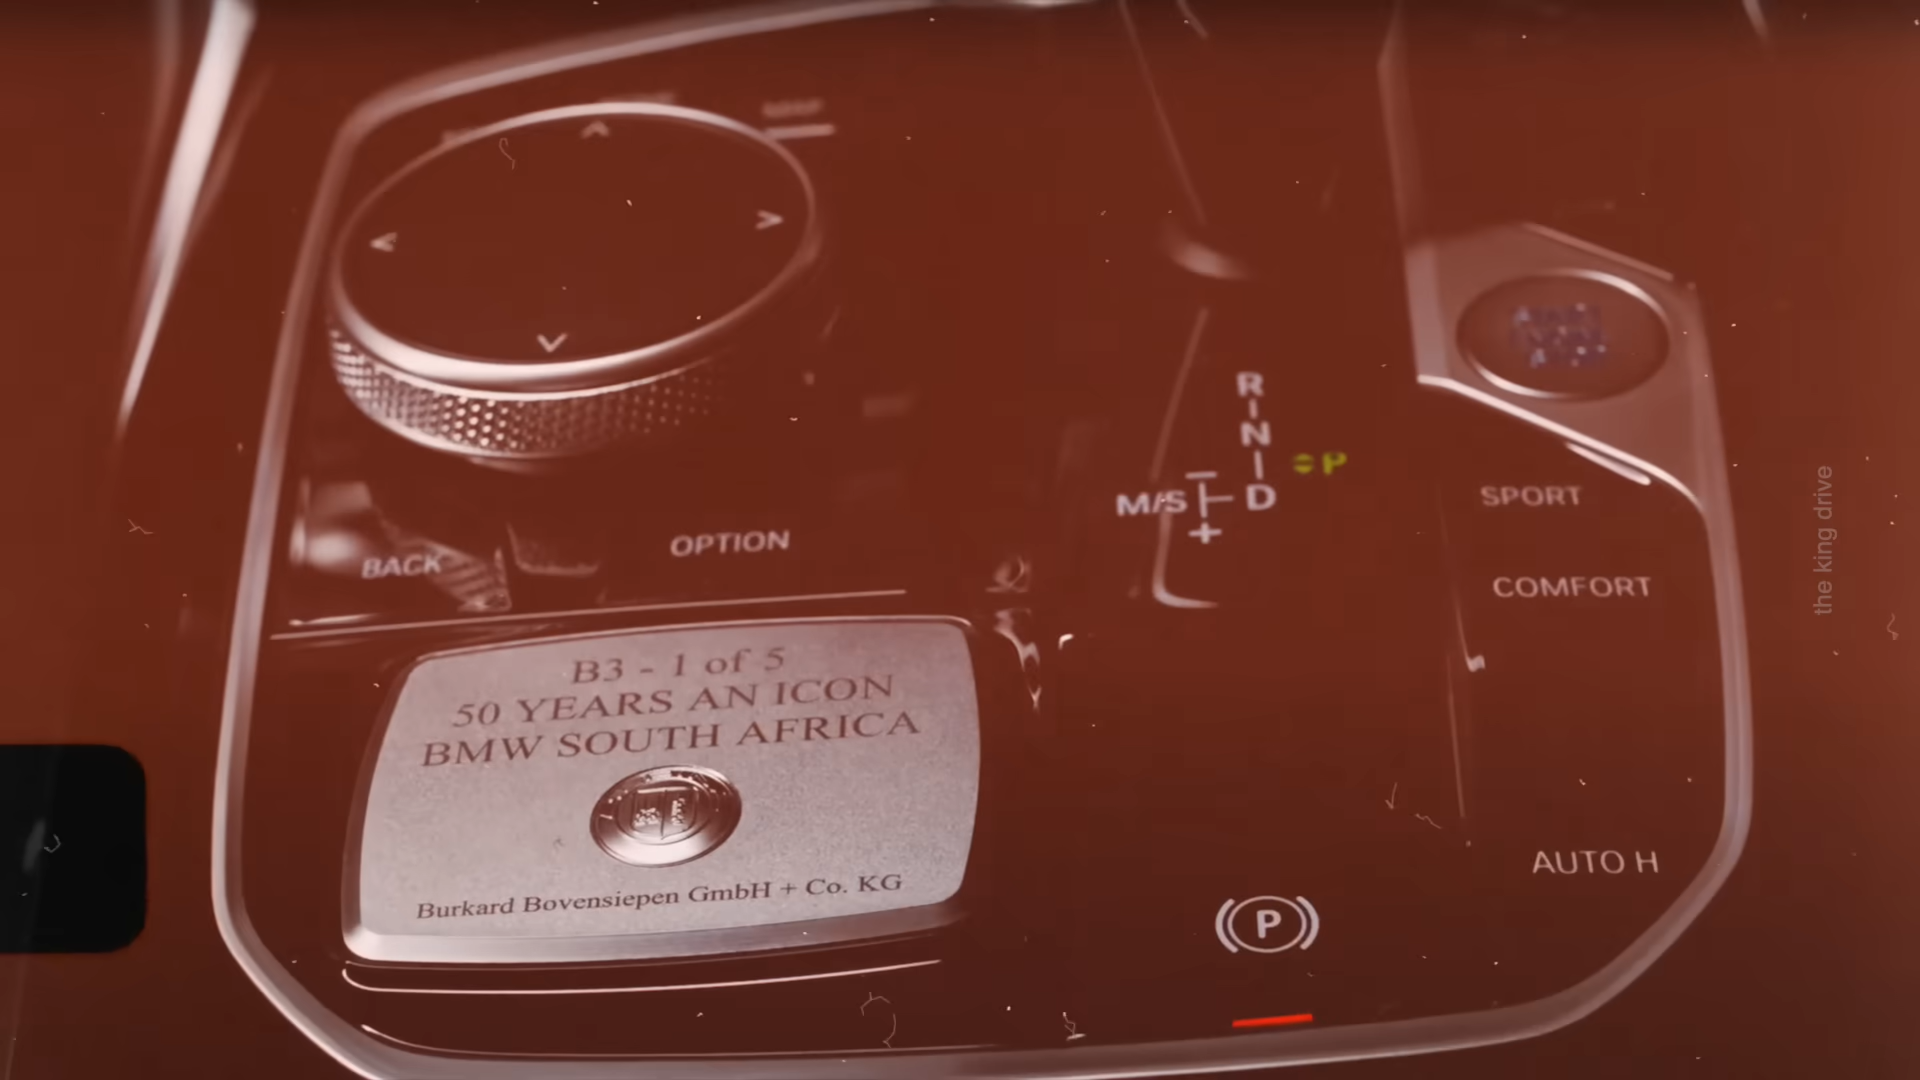 BACK
OPTION
R
N
D
P
M/S
+
SPORT
COMFORT
AUTO H
B3 - 1 of 5
50 YEARS AN ICON
BMW SOUTH AFRICA
Burkard Bovensiepen GmbH + Co. KG
(P)
the king drive